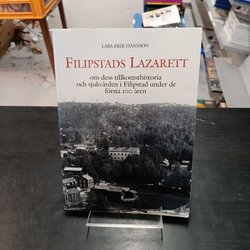 LARS-ERIK HANSSON
FILIPSTADS LAZARETT
om dess tillkomsthistoria
och sjukvården i Filipstad under de
första 100 åren